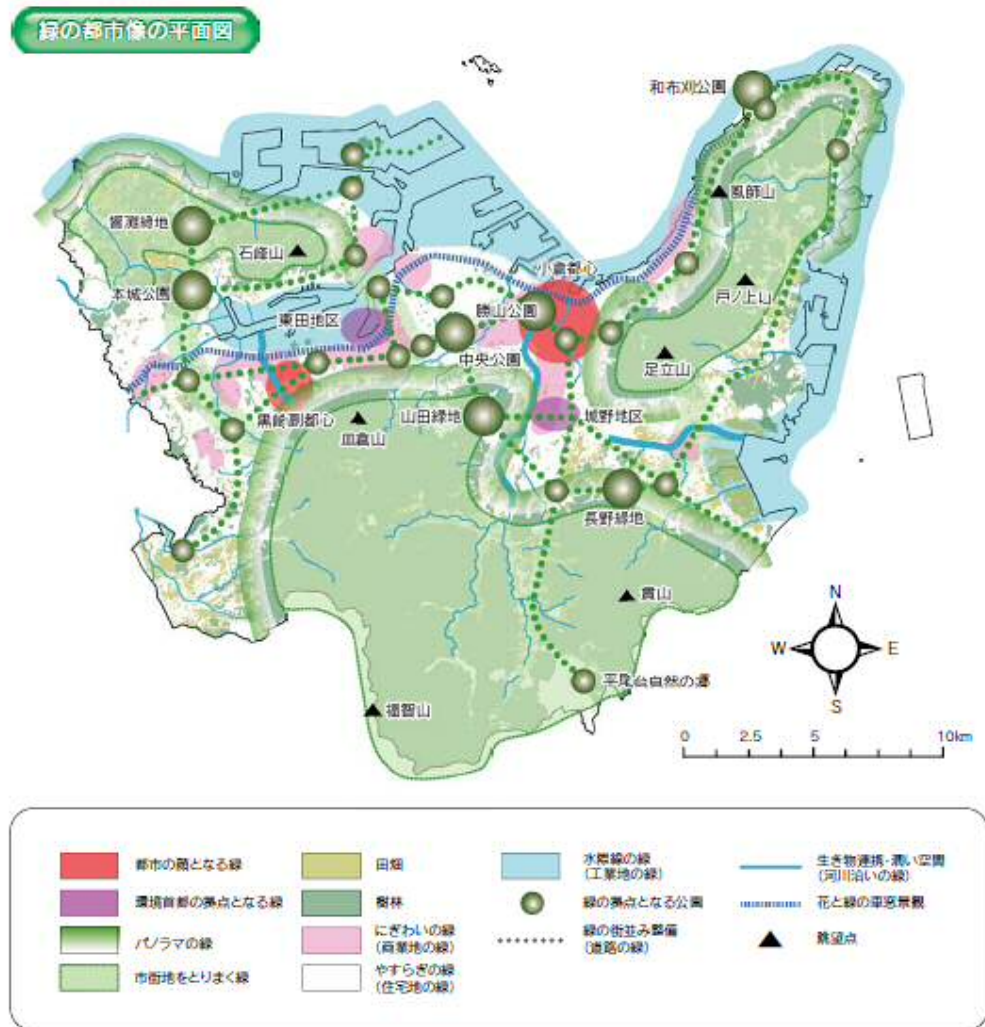 緑の都市像の平面図
和布刈公園
風師山
響灘緑地
石峰山
小倉都心
戸ノ上山
本城公園
勝山公園
東田地区
中央公園
足立山
黒崎副都心
皿倉山
山田緑地
城野地区
長野緑地
貫山
平尾台自然の郷
福智山
N
W
E
S
0 2.5 5 10km
都市の顔となる緑
環境首都の拠点となる緑
パノラマの緑
市街地をとりまく緑
田畑
樹林
にぎわいの緑
(商業地の緑)
やすらぎの緑
(住宅地の緑)
水際線の緑
(工業地の緑)
緑の拠点となる公園
緑の街並み整備
(道路の緑)
生き物連携・潤い空間
(河川沿いの緑)
花と緑の車窓景観
眺望点